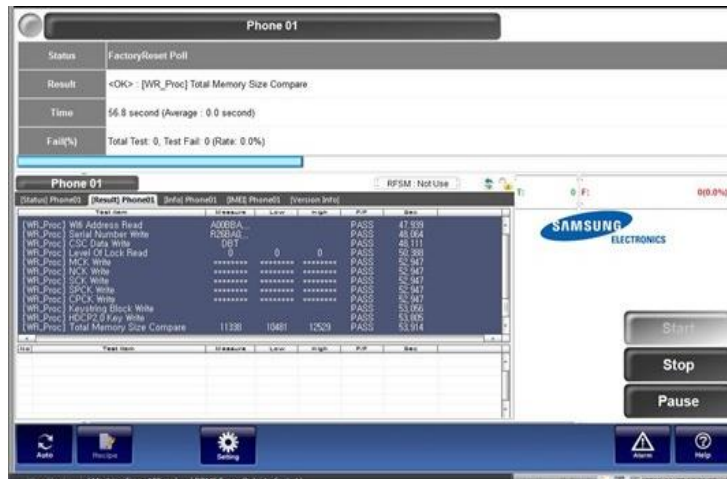 Phone 01
Status FactoryReset Poll
Result <OK> : [WR_Proc] Total Memory Size Compare
Time 56.8 second (Average : 0.0 second)
Fail(%) Total Test: 0, Test Fail: 0 (Rate: 0.0%)
Phone 01 RFSM : Not Use T: 0 F: 0(0.0%)
[Status] Phone01 [Result] Phone01 [Info] Phone01 [IMEI] Phone01 [Version Info]
Test Item Measure Low High P/F Sec
[WR_Proc] Wifi Address Read A00BBA... PASS 47,939
[WR_Proc] Serial Number Write R26BA0... PASS 48,064
[WR_Proc] CSC Data Write DBT PASS 48,111
[WR_Proc] Level Of Lock Read 0 0 0 PASS 50,388
[WR_Proc] MCK Write ******** ******** ******** PASS 52,947
[WR_Proc] NCK Write ******** ******** ******** PASS 52,947
[WR_Proc] SCK Write ******** ******** ******** PASS 52,947
[WR_Proc] SPCK Write ******** ******** ******** PASS 52,947
[WR_Proc] CPCK Write ******** ******** ******** PASS 52,947
[WR_Proc] Keystring Block Write PASS 53,056
[WR_Proc] HDCP2.0 Key Write PASS 53,805
[WR_Proc] Total Memory Size Compare 11338 10481 12529 PASS 53,914
No Test Item Measure Low High P/F Sec
SAMSUNG
ELECTRONICS
Start
Stop
Pause
Auto Recipe Setting Alarm Help